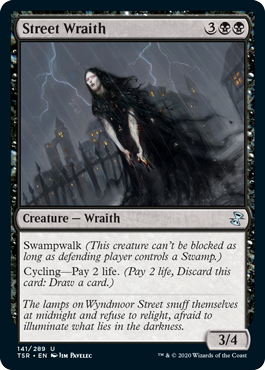 Street Wraith 3
Creature — Wraith
Swampwalk (This creature can't be blocked as
long as defending player controls a Swamp.)
Cycling—Pay 2 life. (Pay 2 life, Discard this
card: Draw a card.)
The lamps on Wyndmoor Street snuff themselves
at midnight and refuse to relight, afraid to
illuminate what lies in the darkness.
3/4
141/289 U
TSR • EN Jim Pavelec
™ & © 2020 Wizards of the Coast